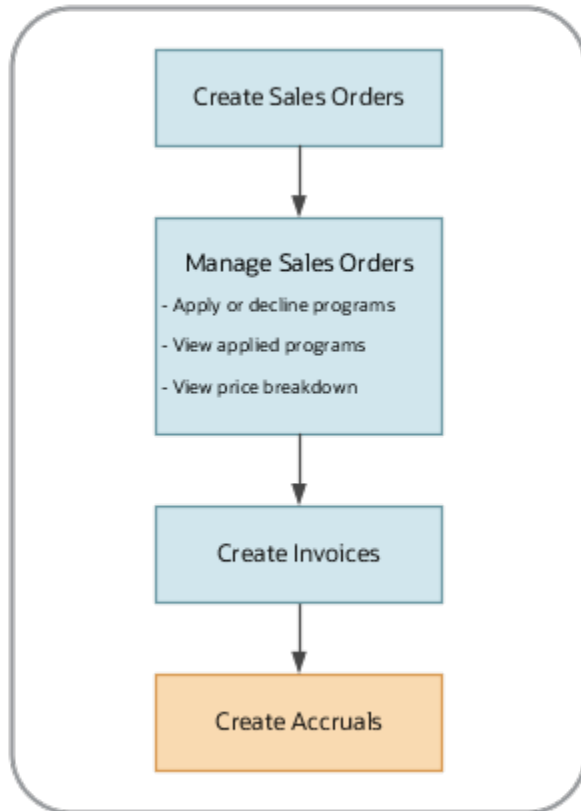 Create Sales Orders
Manage Sales Orders
- Apply or decline programs
- View applied programs
- View price breakdown
Create Invoices
Create Accruals